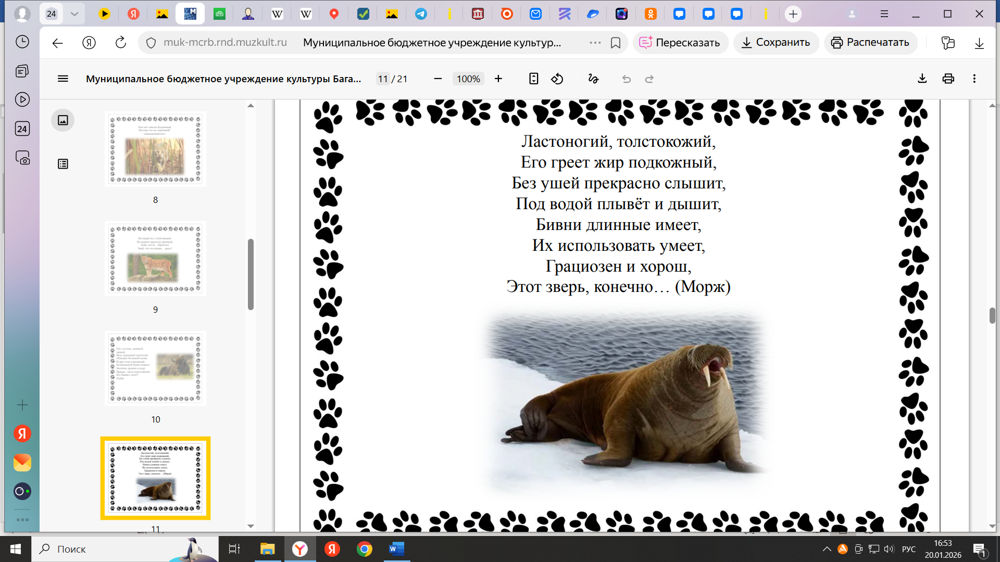 24
muk-mcrb.rnd.muzkult.ru
Муниципальное бюджетное учреждение культур...
Пересказать
Сохранить
Распечатать
Муниципальное бюджетное учреждение культуры Бага...
11 / 21
100%
24
8
9
10
11
Ластоногий, толстокожий,
Его греет жир подкожный,
Без ушей прекрасно слышит,
Под водой плывёт и дышит,
Бивни длинные имеет,
Их использовать умеет,
Грациозен и хорош,
Этот зверь, конечно… (Морж)
Поиск
РУС
16:53
20.01.2026
1